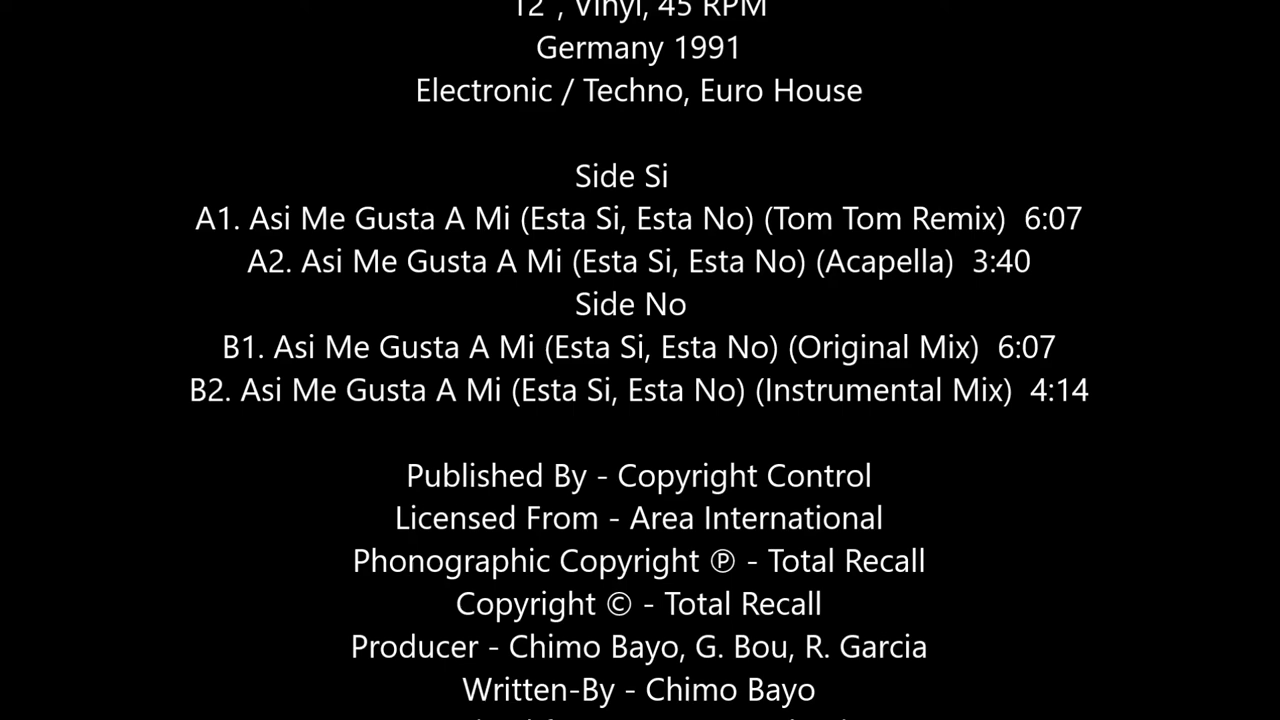 12", Vinyl, 45 RPM
Germany 1991
Electronic / Techno, Euro House
Side Si
A1. Asi Me Gusta A Mi (Esta Si, Esta No) (Tom Tom Remix) 6:07
A2. Asi Me Gusta A Mi (Esta Si, Esta No) (Acapella) 3:40
Side No
B1. Asi Me Gusta A Mi (Esta Si, Esta No) (Original Mix) 6:07
B2. Asi Me Gusta A Mi (Esta Si, Esta No) (Instrumental Mix) 4:14
Published By - Copyright Control
Licensed From - Area International
Phonographic Copyright ℗ - Total Recall
Copyright © - Total Recall
Producer - Chimo Bayo, G. Bou, R. Garcia
Written-By - Chimo Bayo